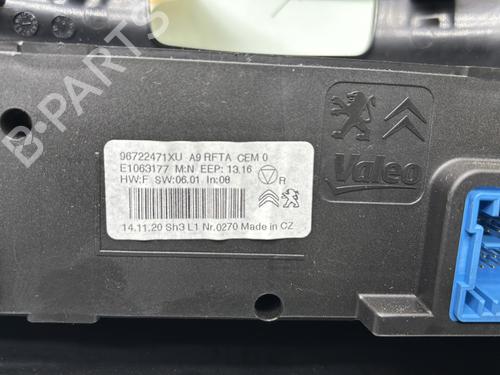 96722471XU A9 RFTA CEM 0
E1063177 M:N EEP: 13.16
HW:F SW:06.01 In:08 R
14.11.20 Sh3 L1 Nr.0270 Made in CZ
Valeo
B-PARTS